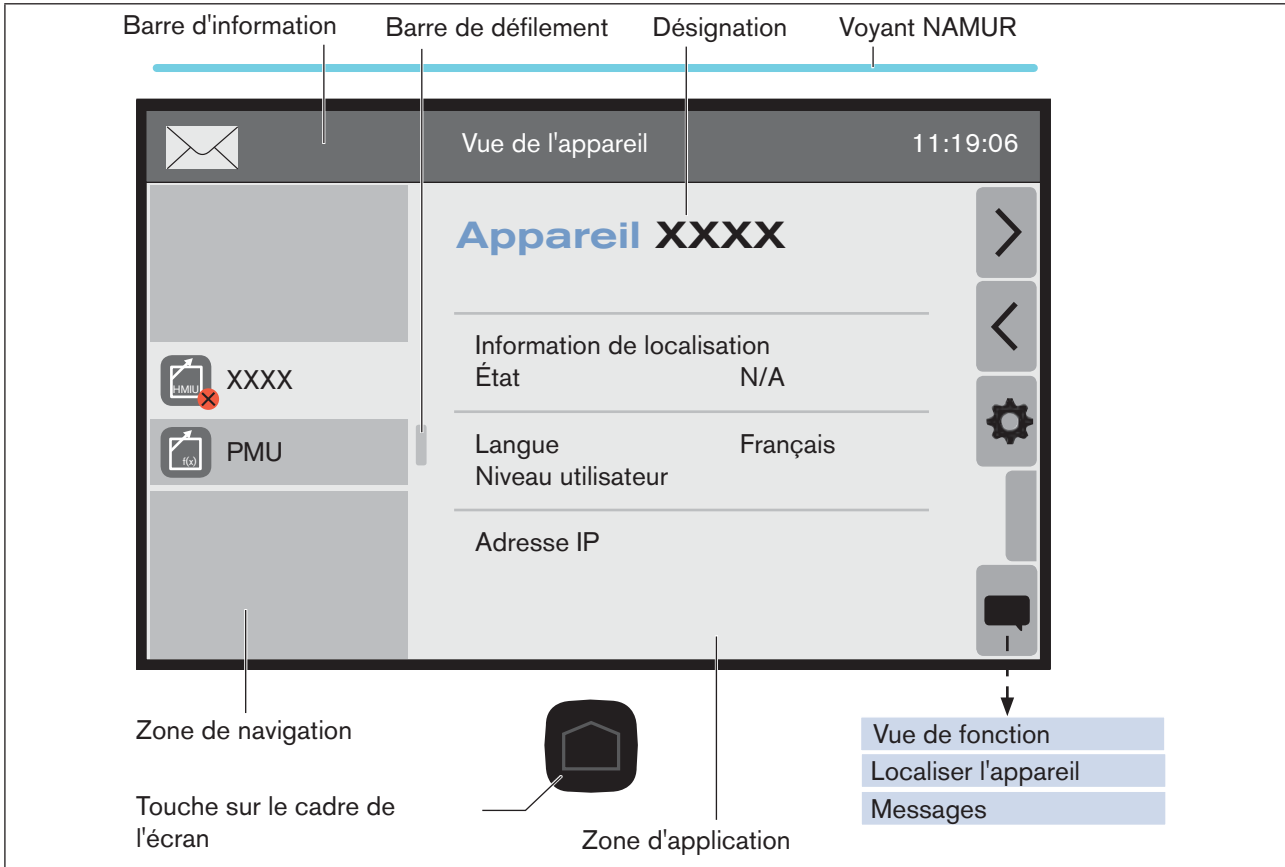 Barre d'information
Barre de défilement
Désignation
Voyant NAMUR
Vue de l'appareil
11:19:06
Appareil XXXX
Information de localisation
État N/A
HMIU
XXXX
f(x)
PMU
Langue Français
Niveau utilisateur
Adresse IP
Zone de navigation
Touche sur le cadre de
l'écran
Zone d'application
Vue de fonction
Localiser l'appareil
Messages